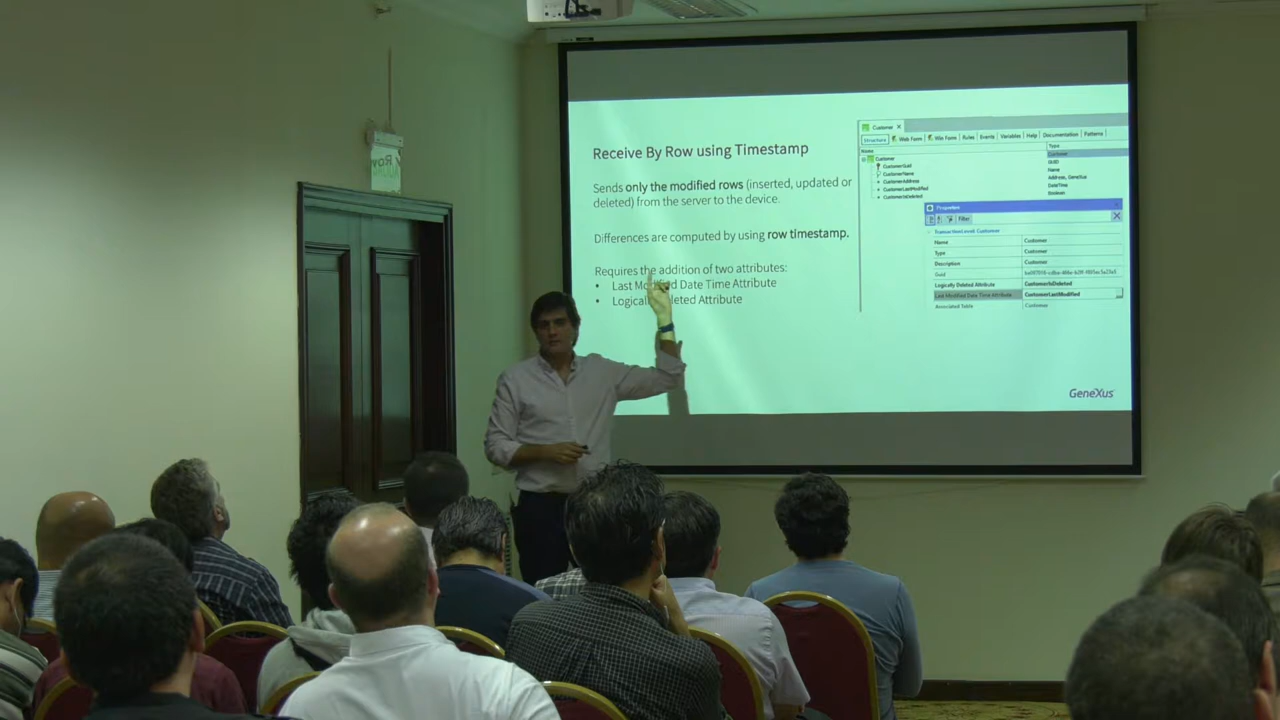 Receive By Row using Timestamp
Sends only the modified rows (inserted, updated or
deleted) from the server to the device.
Differences are computed by using row timestamp.
Requires the addition of two attributes:
• Last Modified Date Time Attribute
• Logically Deleted Attribute
Customer X
Structure Web Form Win Form Rules Events Variables Help Documentation Patterns
Name Type
Customer Customer
CustomerGuid GUID
CustomerName Name
CustomerAddress Address, GeneXus
CustomerLastModified DateTime
CustomerIsDeleted Boolean
Properties
Filter
TransactionLevel: Customer
Name Customer
Type Customer
Description Customer
Guid
Logically Deleted Attribute CustomerIsDeleted
Last Modified Date Time Attribute CustomerLastModified
Associated Table Customer
GeneXus